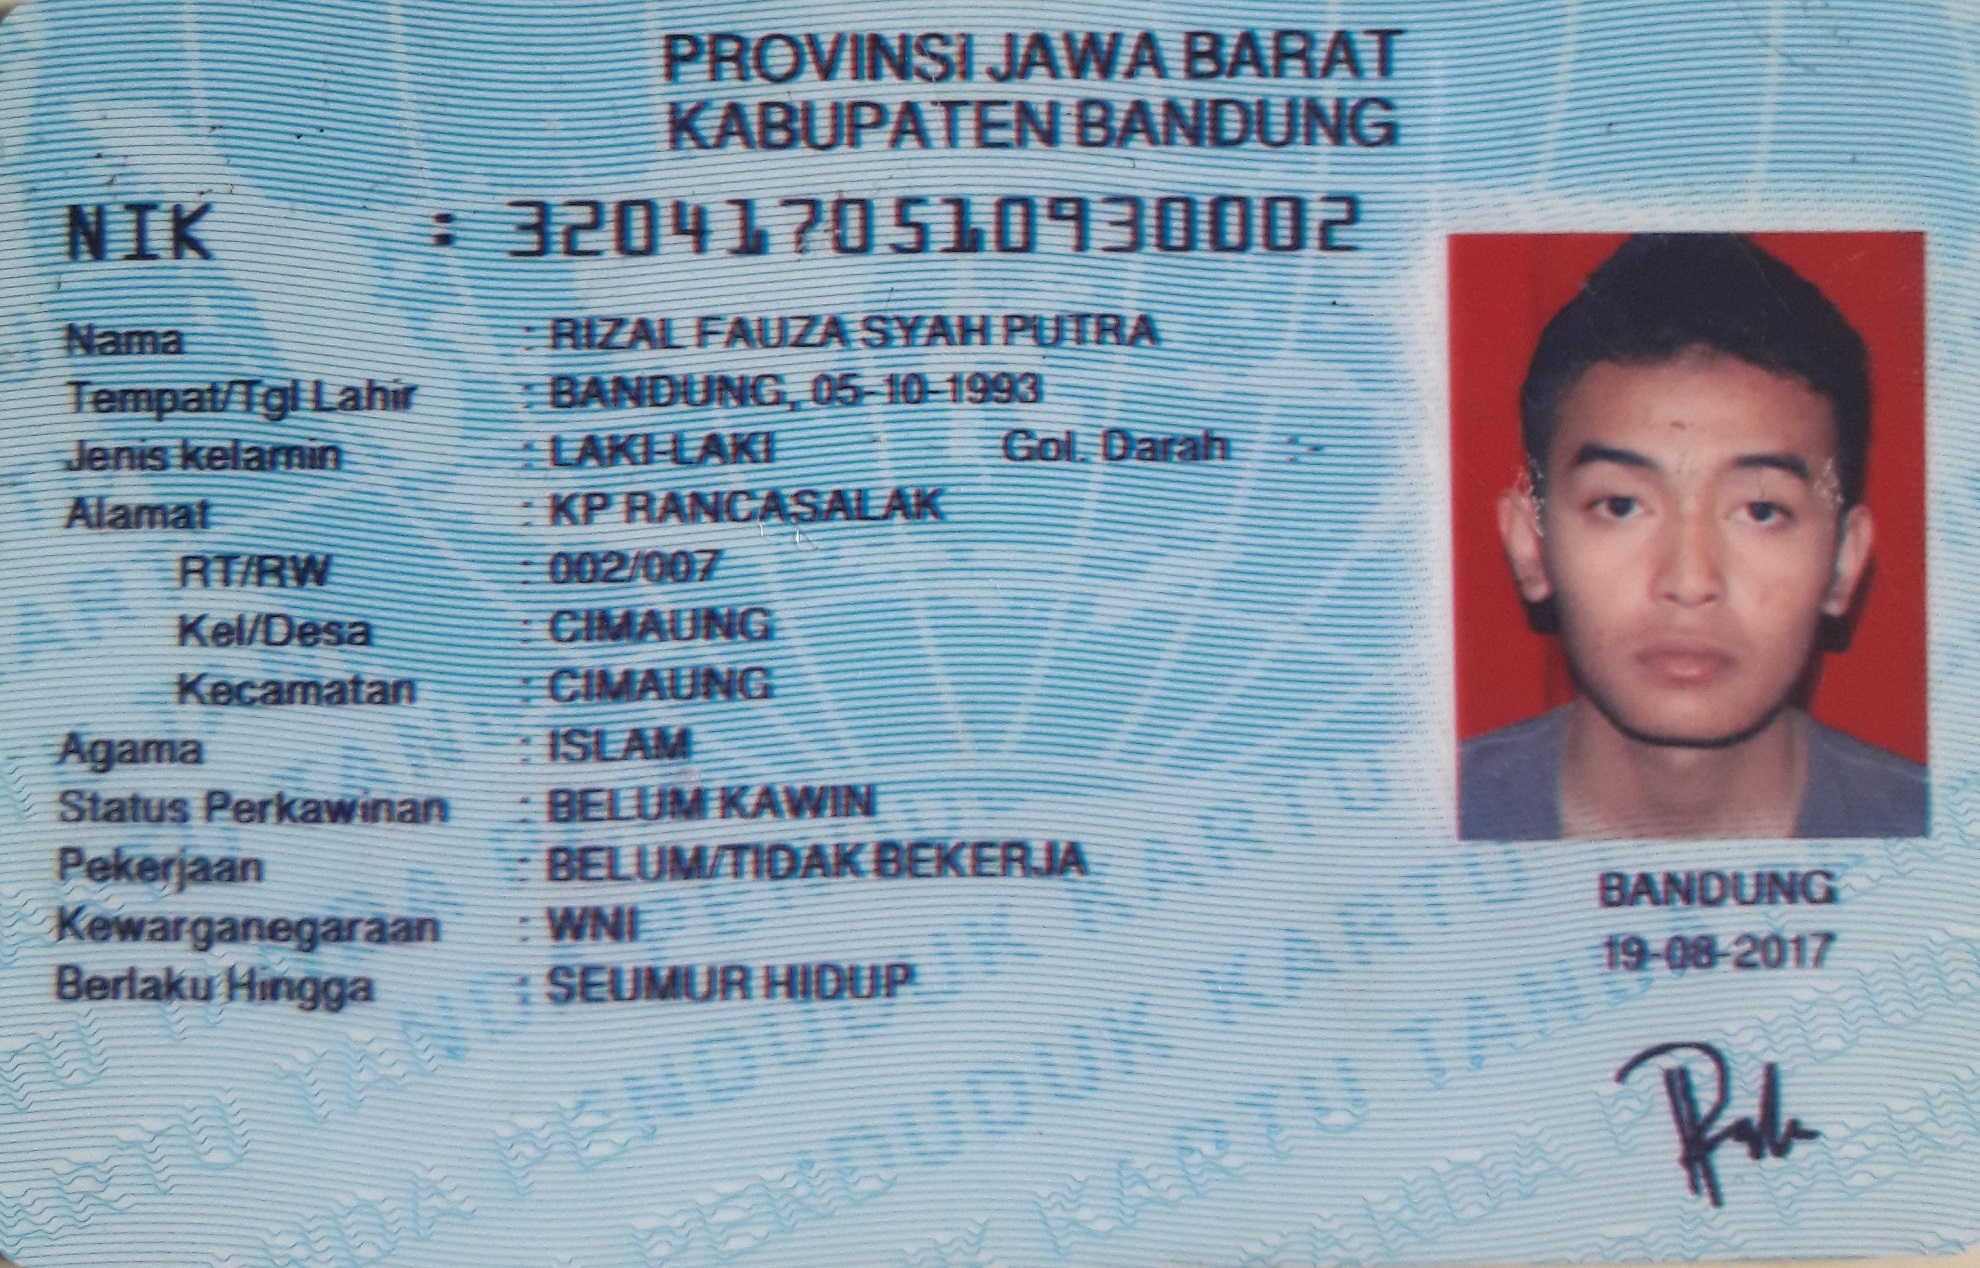 PROVINSI JAWA BARAT
KABUPATEN BANDUNG
NIK : 3204170510930002
Nama : RIZAL FAUZA SYAH PUTRA
Tempat/Tgl Lahir : BANDUNG, 05-10-1993
Jenis kelamin : LAKI-LAKI Gol. Darah : -
Alamat : KP RANCASALAK
RT/RW : 002/007
Kel/Desa : CIMAUNG
Kecamatan : CIMAUNG
Agama : ISLAM
Status Perkawinan : BELUM KAWIN
Pekerjaan : BELUM/TIDAK BEKERJA
Kewarganegaraan : WNI
Berlaku Hingga : SEUMUR HIDUP
BANDUNG
19-08-2017